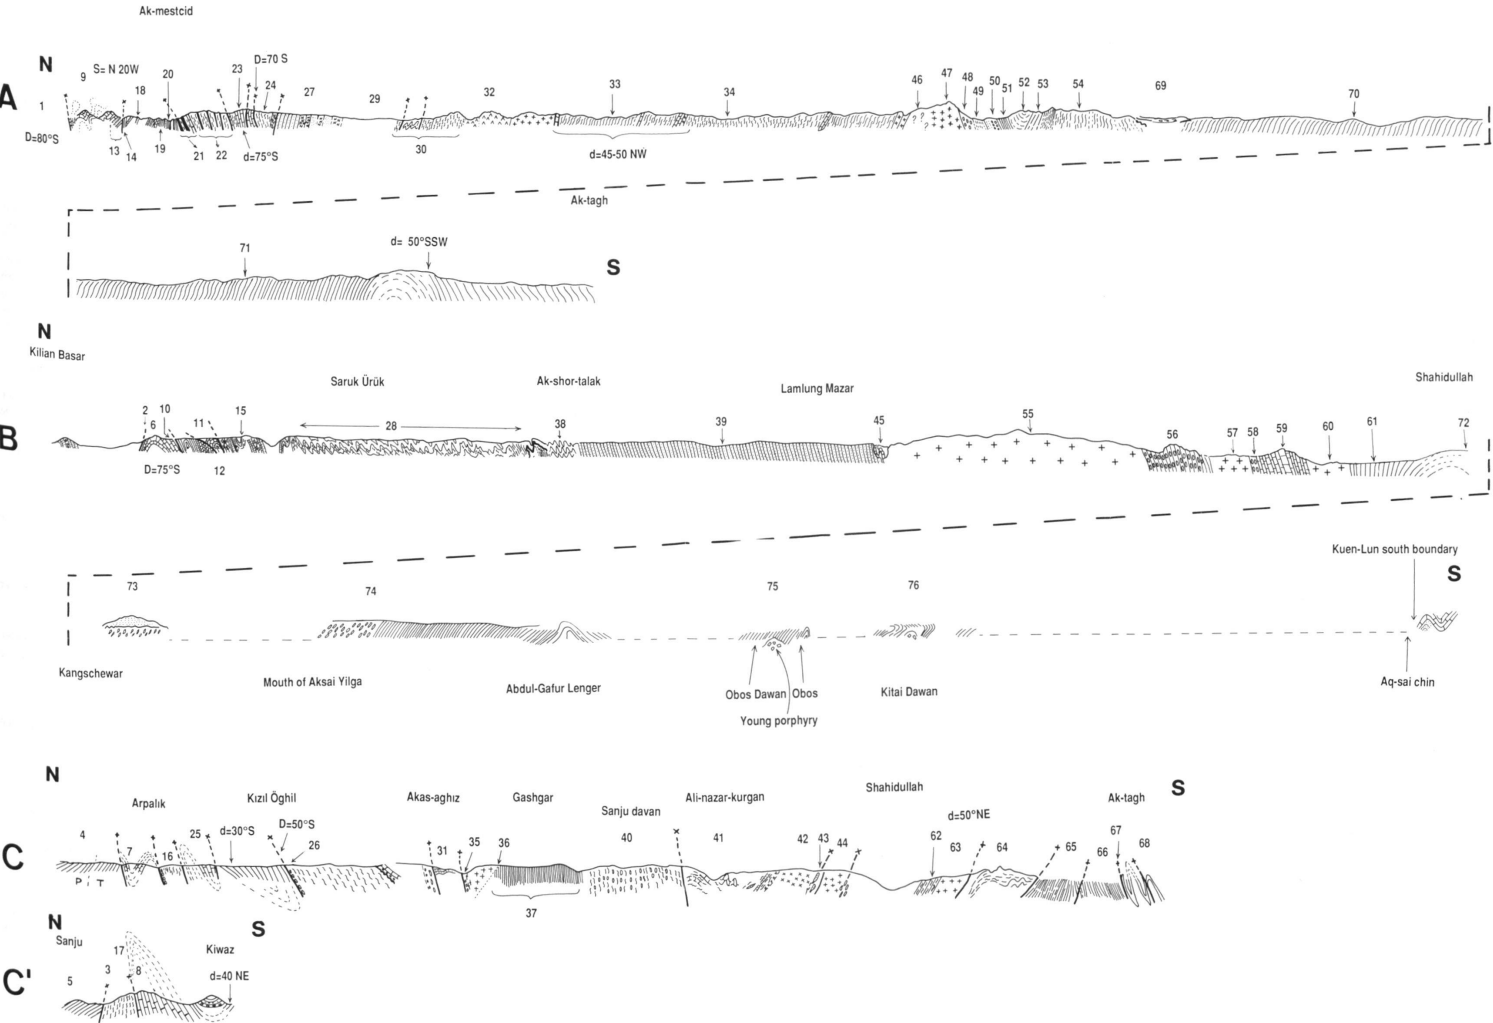 Ak-mestcid
N
A
9 S= N 20W 18 20 23 D=70 S 24 27 29 32 33 34 46 47 48 49 50 51 52 53 54 69 70
1
D=80°S
13 14 19 21 22 d=75°S 30 d=45-50 NW
Ak-tagh
71 d= 50°SSW
S
N
Kilian Basar
Saruk Ürük Ak-shor-talak Lamlung Mazar Shahidullah
B
2 10 6 11 15 28 38 39 45 55 56 57 58 59 60 61 72
D=75°S 12
Kuen-Lun south boundary
S
73 74 75 76
Kangschewar Mouth of Aksai Yilga Abdul-Gafur Lenger Obos Dawan Obos Kitai Dawan Aq-sai chin
Young porphyry
N
S
Arpalık Kızıl Öghil Akas-aghız Gashgar Sanju davan Ali-nazar-kurgan Shahidullah Ak-tagh
C
4 7 16 25 d=30°S D=50°S 26 31 35 36 40 41 42 43 44 62 d=50°NE 63 64 65 66 67 68
P T
37
N
S
Sanju 17 Kiwaz
C'
5 3 8 d=40 NE